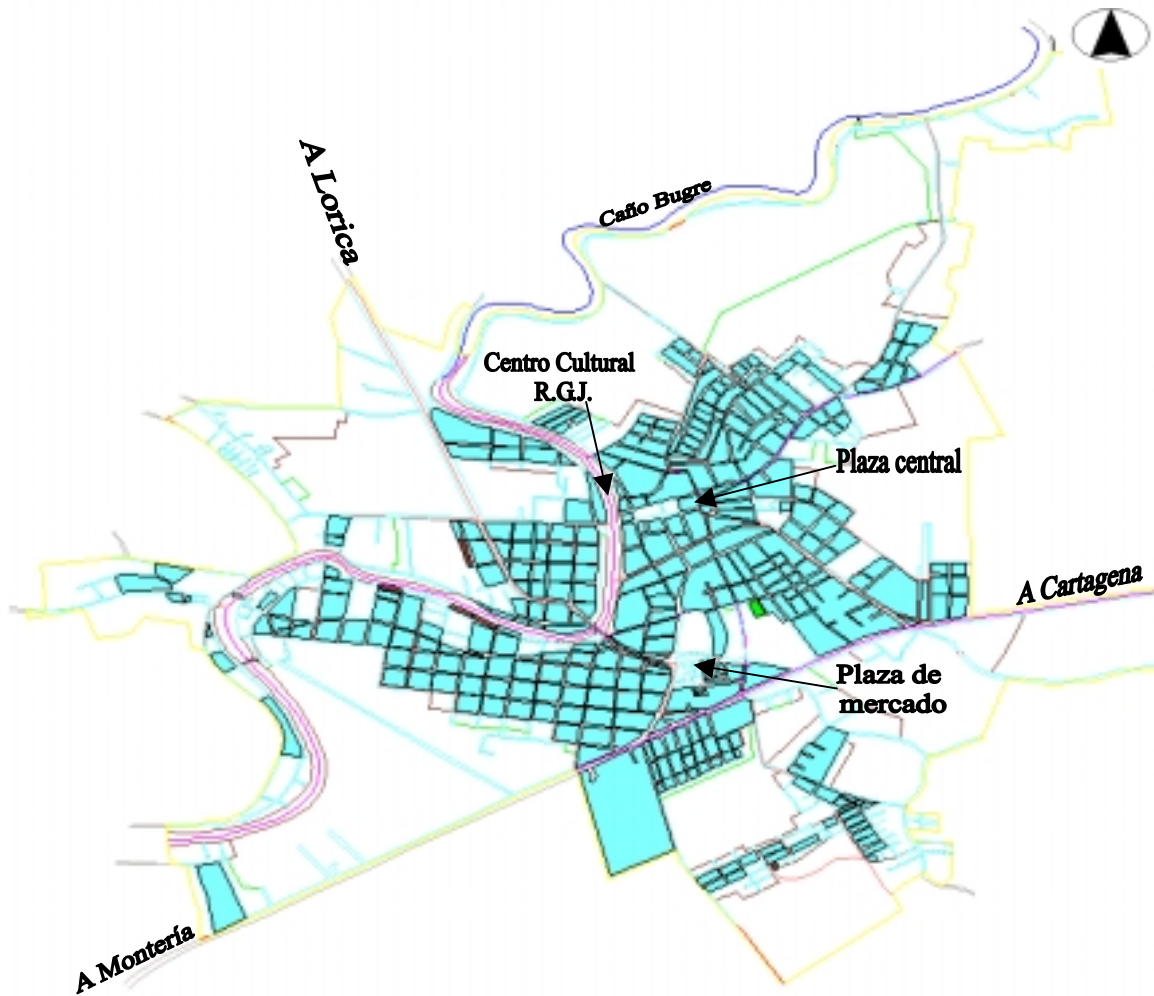 A Lorica
Caño Bugre
Centro Cultural
R.G.J.
Plaza central
A Cartagena
Plaza de
mercado
A Montería